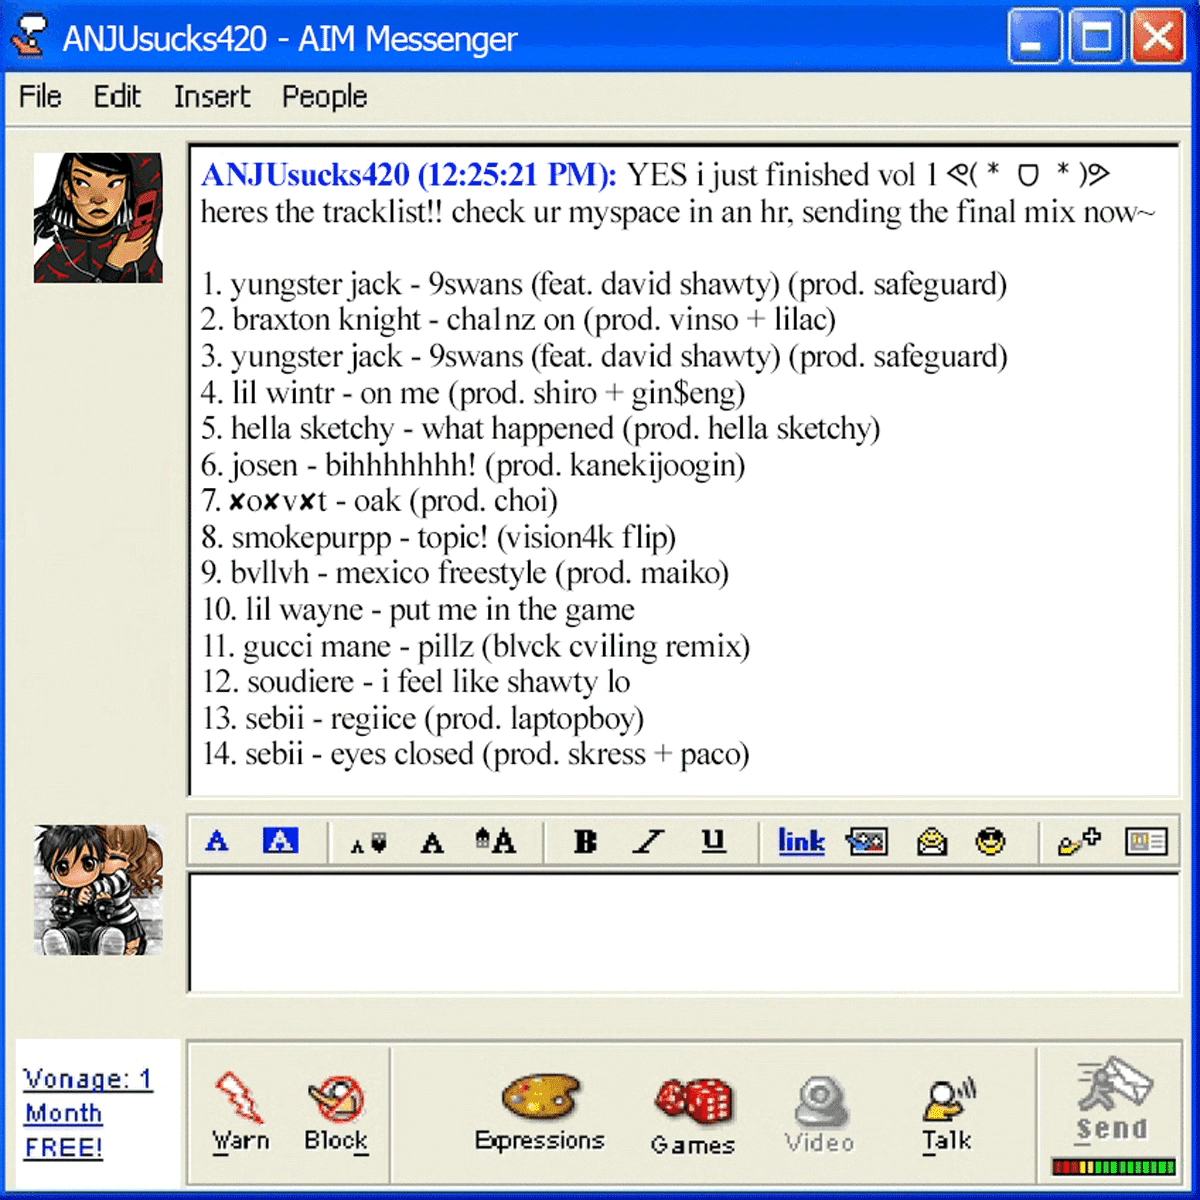 ANJUsucks420 - AIM Messenger
File Edit Insert People
ANJUsucks420 (12:25:21 PM): YES i just finished vol 1 ୧( * ᗜ * )୨
heres the tracklist!! check ur myspace in an hr, sending the final mix now~
1. yungster jack - 9swans (feat. david shawty) (prod. safeguard)
2. braxton knight - cha1nz on (prod. vinso + lilac)
3. yungster jack - 9swans (feat. david shawty) (prod. safeguard)
4. lil wintr - on me (prod. shiro + gin$eng)
5. hella sketchy - what happened (prod. hella sketchy)
6. josen - bihhhhhhh! (prod. kanekijoogin)
7. ✘o✘v✘t - oak (prod. choi)
8. smokepurpp - topic! (vision4k flip)
9. bvllvh - mexico freestyle (prod. maiko)
10. lil wayne - put me in the game
11. gucci mane - pillz (blvck cviling remix)
12. soudiere - i feel like shawty lo
13. sebii - regiice (prod. laptopboy)
14. sebii - eyes closed (prod. skress + paco)
A A A A A B I U link
Vonage: 1
Month
FREE!
Warn Block Expressions Games Video Talk Send